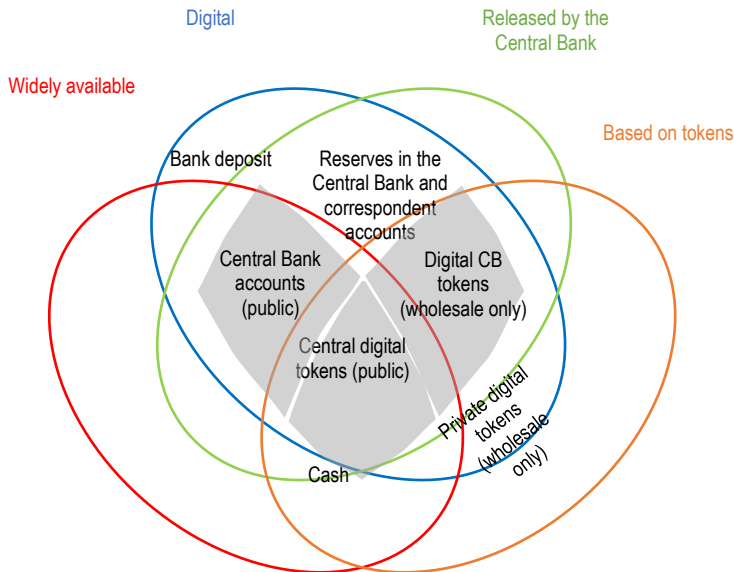 Digital
Released by the
Central Bank
Widely available
Based on tokens
Bank deposit
Reserves in the
Central Bank and
correspondent
accounts
Central Bank
accounts
(public)
Digital CB
tokens
(wholesale only)
Central digital
tokens (public)
Private digital
tokens
(wholesale
only)
Cash